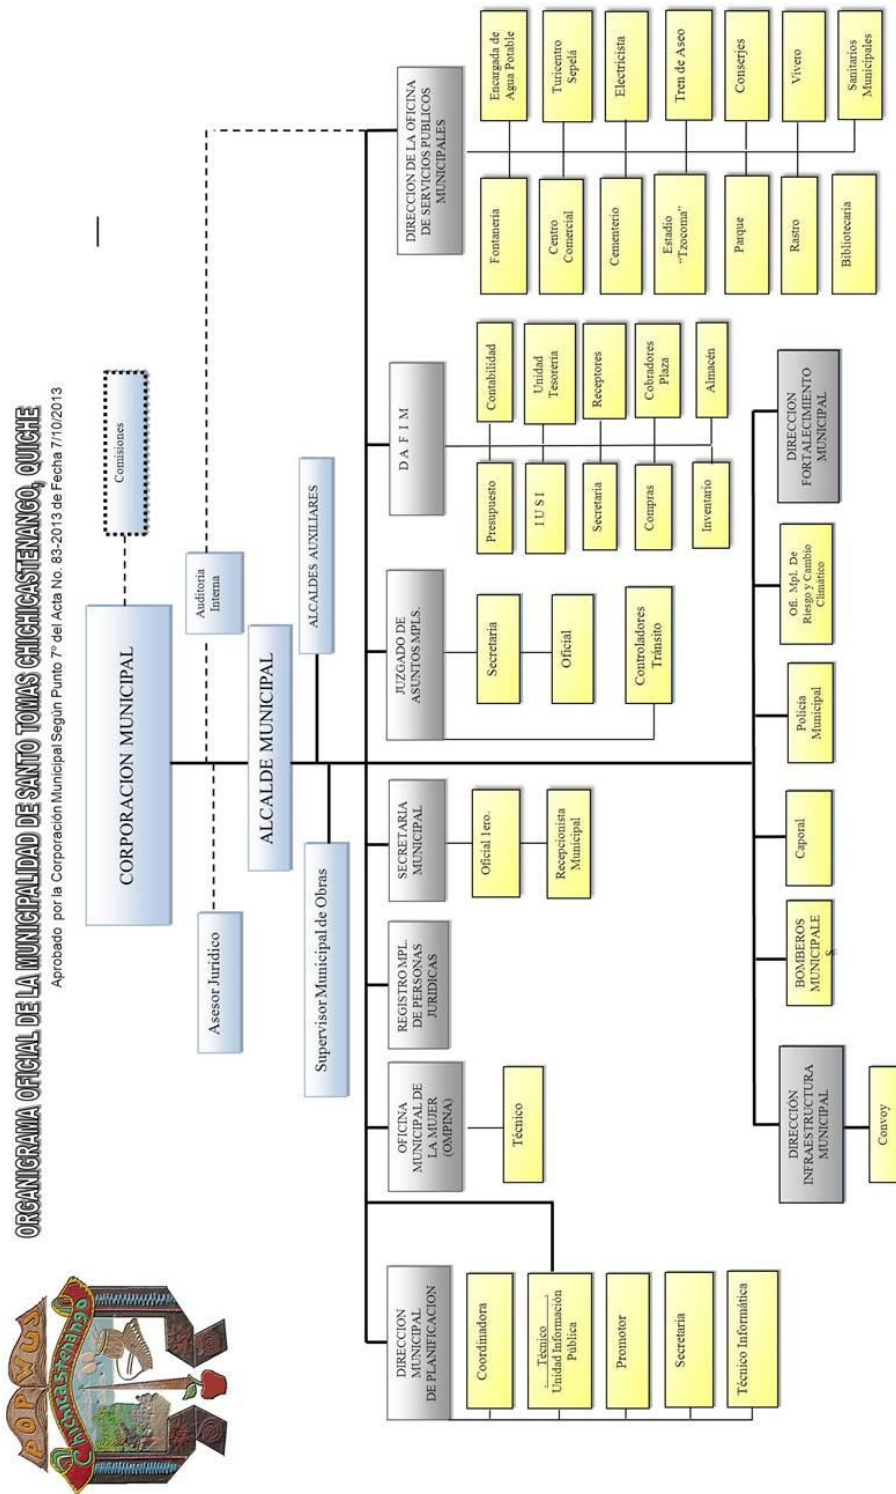 POP WUJ
Chichicastenango
ORGANIGRAMA OFICIAL DE LA MUNICIPALIDAD DE SANTO TOMAS CHICHICASTENANGO, QUICHE
Aprobado por la Corporación Municipal Según Punto 7° del Acta No. 83-2013 de Fecha 7/10/2013
CORPORACION MUNICIPAL
Comisiones
Asesor Jurídico
Auditoria
Interna
ALCALDE MUNICIPAL
ALCALDES AUXILIARES
Supervisor Municipal de Obras
DIRECCION
MUNICIPAL
DE PLANIFICACION
Coordinadora
Técnico
Unidad Información
Pública
Promotor
Secretaria
Técnico Informática
OFICINA
MUNICIPAL DE
LA MUJER
(OMPINA)
Técnico
REGISTRO MPL.
DE PERSONAS
JURIDICAS
SECRETARIA
MUNICIPAL
Oficial 1ero.
Recepcionista
Municipal
JUZGADO DE
ASUNTOS MPLS.
Secretaria
Oficial
Controladores
Tránsito
D A F I M
Presupuesto
Contabilidad
I U S I
Unidad
Tesoreria
Secretaria
Receptores
Compras
Cobradores
Plaza
Inventario
Almacén
DIRECCION DE LA OFICINA
DE SERVICIOS PUBLICOS
MUNICIPALES
Fontanería
Encargada de
Agua Potable
Centro
Comercial
Turicentro
Sepelá
Cementerio
Electricista
Estadio
“Tzocoma”
Tren de Aseo
Parque
Conserjes
Rastro
Vivero
Bibliotecaria
Sanitarios
Municipales
DIRECCIÓN
INFRAESTRUCTURA
MUNICIPAL
Convoy
BOMBEROS
MUNICIPALE
S
Caporal
Policía
Municipal
Ofi. Mpl. De
Riesgo y Cambio
Climático
DIRECCION
FORTALECIMIENTO
MUNICIPAL